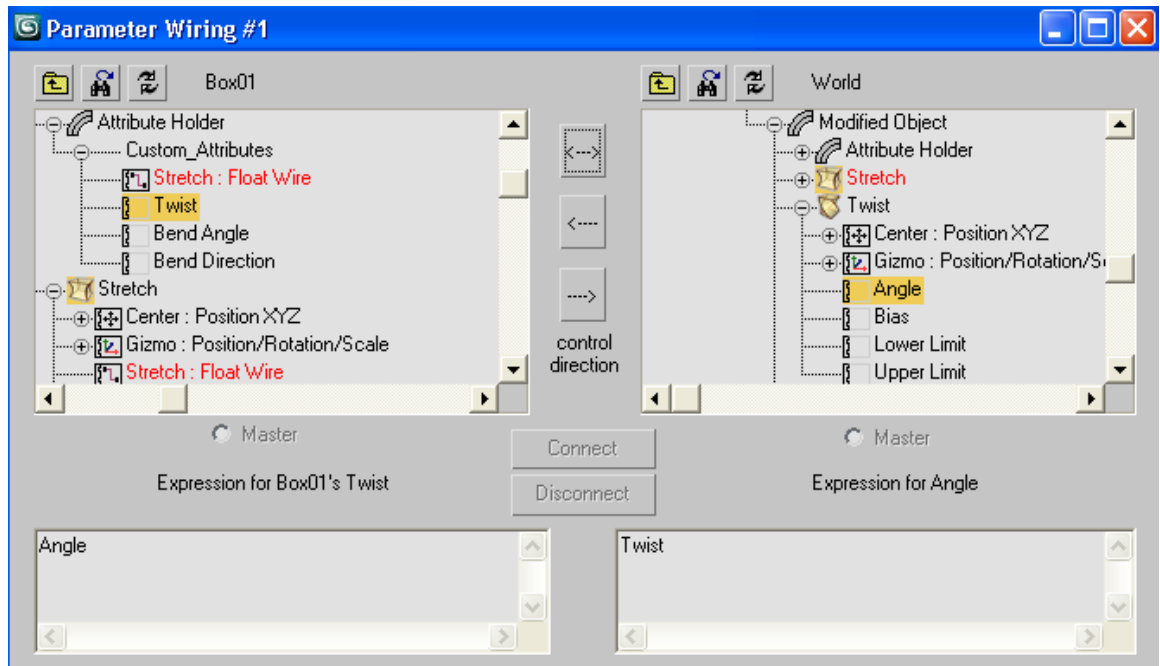 Parameter Wiring #1
Box01
Attribute Holder
Custom_Attributes
Stretch : Float Wire
Twist
Bend Angle
Bend Direction
Stretch
Center : Position XYZ
Gizmo : Position/Rotation/Scale
Stretch : Float Wire
Master
Expression for Box01's Twist
Angle
<--->
<----
---->
control
direction
Connect
Disconnect
World
Modified Object
Attribute Holder
Stretch
Twist
Center : Position XYZ
Gizmo : Position/Rotation/S
Angle
Bias
Lower Limit
Upper Limit
Master
Expression for Angle
Twist